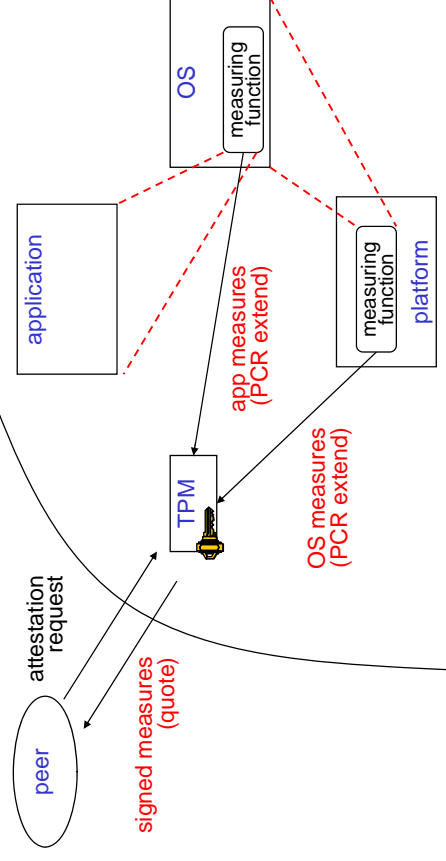 peer
attestation
request
signed measures
(quote)
TPM
application
OS
measuring
function
app measures
(PCR extend)
OS measures
(PCR extend)
measuring
function
platform